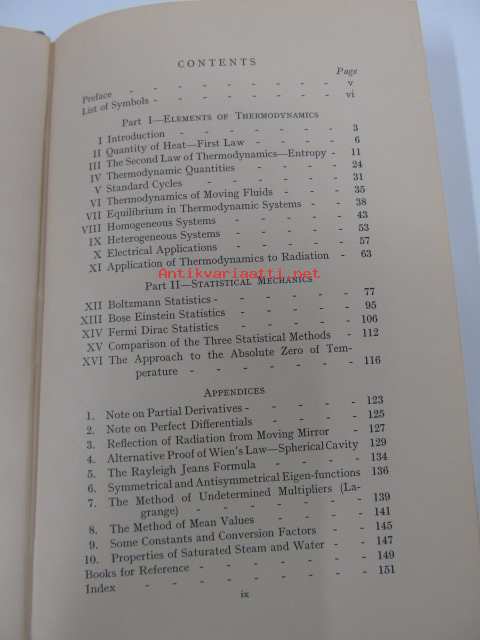 CONTENTS
Page
Preface - - - - - - - - - v
List of Symbols - - - - - - - - vi
Part I—Elements of Thermodynamics
I Introduction - - - - - - - 3
II Quantity of Heat—First Law - - - - 6
III The Second Law of Thermodynamics—Entropy - 11
IV Thermodynamic Quantities - - - - 24
V Standard Cycles - - - - - - 31
VI Thermodynamics of Moving Fluids - - - 35
VII Equilibrium in Thermodynamic Systems - - 38
VIII Homogeneous Systems - - - - - 43
IX Heterogeneous Systems - - - - - 53
X Electrical Applications - - - - - 57
XI Application of Thermodynamics to Radiation - 63
Antikvariaatti.net
Part II—Statistical Mechanics
XII Boltzmann Statistics - - - - - - 77
XIII Bose Einstein Statistics - - - - - 95
XIV Fermi Dirac Statistics - - - - - 106
XV Comparison of the Three Statistical Methods - 112
XVI The Approach to the Absolute Zero of Tem-
perature - - - - - - - 116
Appendices
1. Note on Partial Derivatives - - - - - 123
2. Note on Perfect Differentials - - - - 125
3. Reflection of Radiation from Moving Mirror - 127
4. Alternative Proof of Wien's Law—Spherical Cavity 129
5. The Rayleigh Jeans Formula - - - - 134
6. Symmetrical and Antisymmetrical Eigen-functions 136
7. The Method of Undetermined Multipliers (La-
grange) - - - - - - - 139
8. The Method of Mean Values - - - - 141
9. Some Constants and Conversion Factors - - 145
10. Properties of Saturated Steam and Water - - 147
Books for Reference - - - - - - - 149
Index - - - - - - - - 151
ix